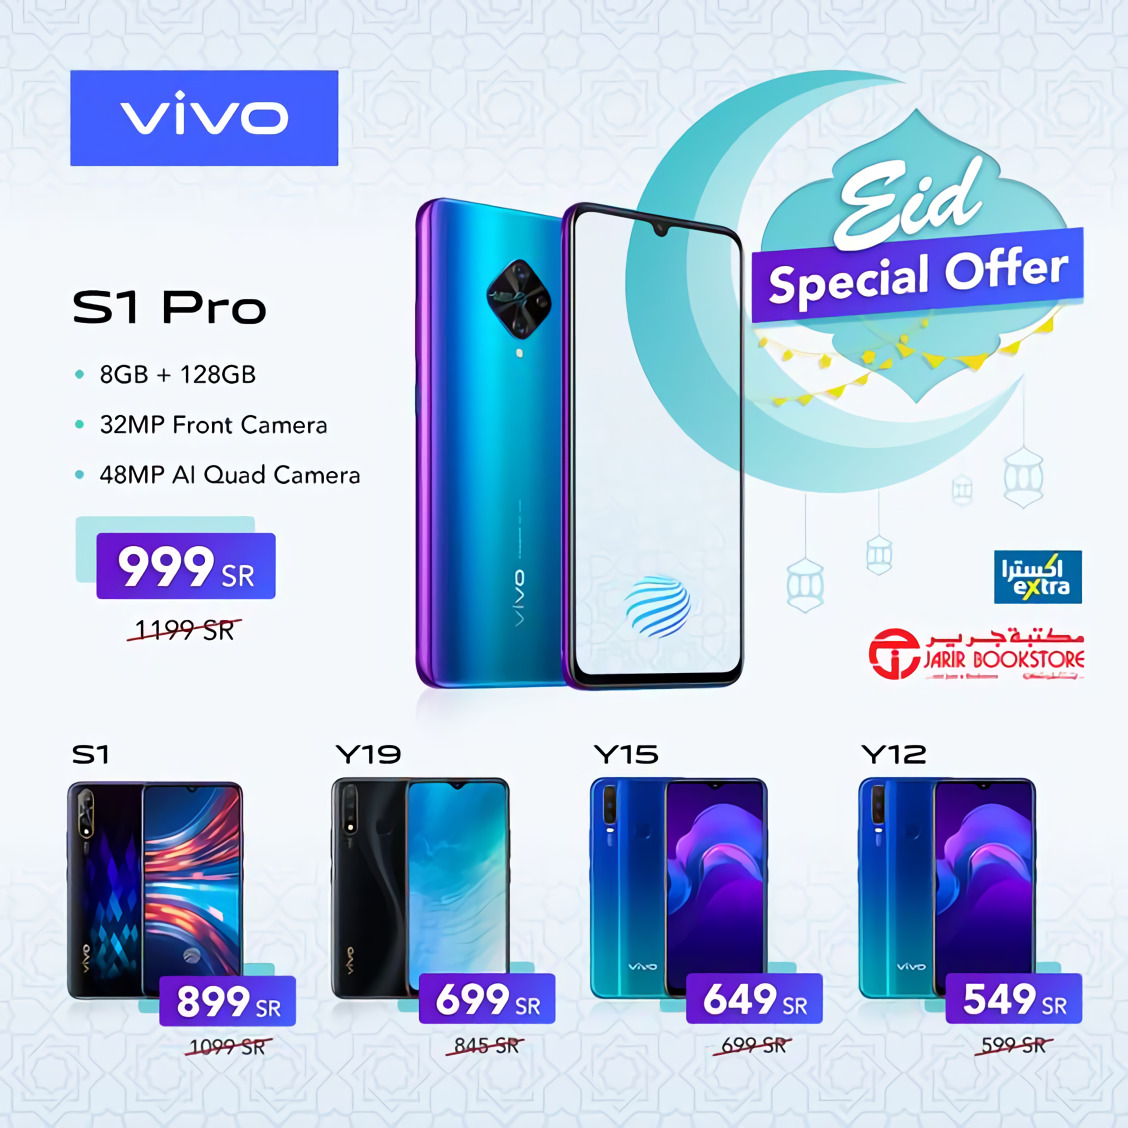 vivo
Eid
Special Offer
S1 Pro
• 8GB + 128GB
• 32MP Front Camera
• 48MP AI Quad Camera
999 SR
1199 SR
vivo
اكسترا
extra
مكتبة جرير
JARIR BOOKSTORE
S1
Y19
Y15
Y12
vivo
vivo
vivo
vivo
899 SR
699 SR
649 SR
549 SR
1099 SR
845 SR
699 SR
599 SR